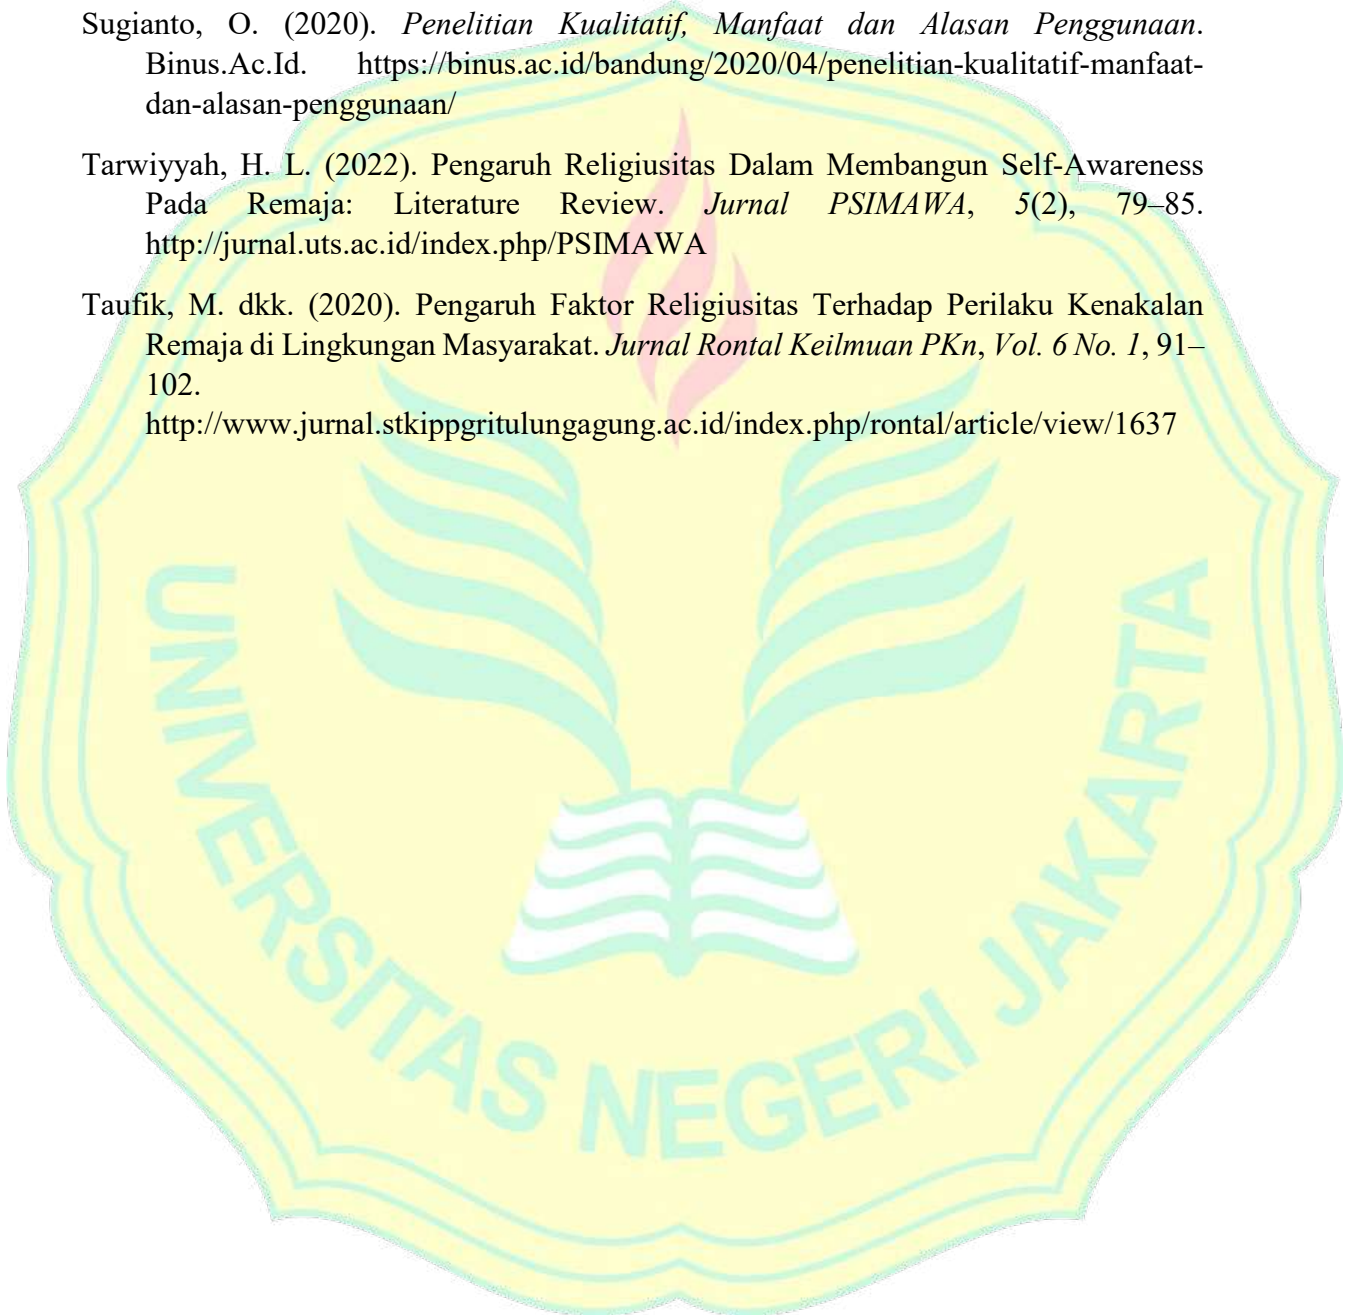 Sugianto, O. (2020). Penelitian Kualitatif, Manfaat dan Alasan Penggunaan.
Binus.Ac.Id. https://binus.ac.id/bandung/2020/04/penelitian-kualitatif-manfaat-
dan-alasan-penggunaan/
Tarwiyyah, H. L. (2022). Pengaruh Religiusitas Dalam Membangun Self-Awareness
Pada Remaja: Literature Review. Jurnal PSIMAWA, 5(2), 79–85.
http://jurnal.uts.ac.id/index.php/PSIMAWA
Taufik, M. dkk. (2020). Pengaruh Faktor Religiusitas Terhadap Perilaku Kenakalan
Remaja di Lingkungan Masyarakat. Jurnal Rontal Keilmuan PKn, Vol. 6 No. 1, 91–
102.
http://www.jurnal.stkippgritulungagung.ac.id/index.php/rontal/article/view/1637
UNIVERSITAS NEGERI JAKARTA